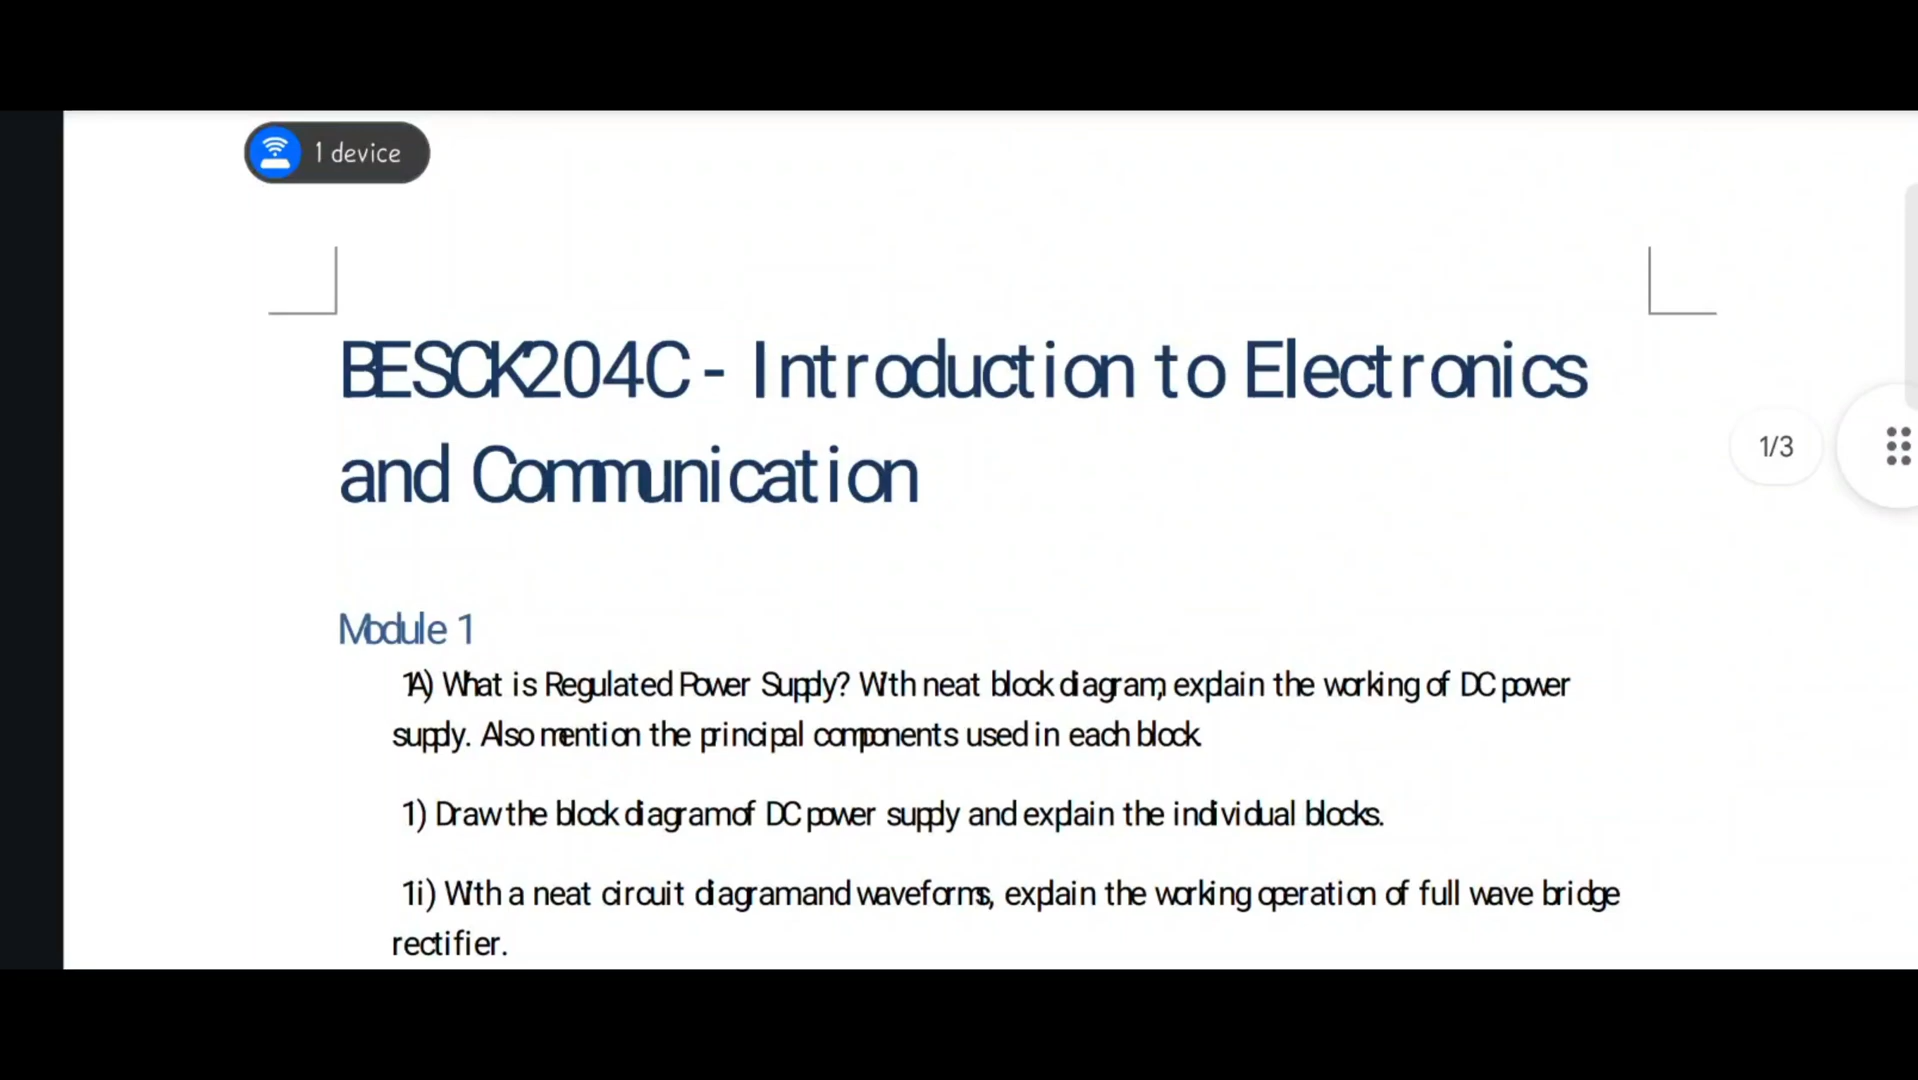 1 device
BESCK204C - Introduction to Electronics
and Communication
1/3
Module 1
1A) What is Regulated Power Supply? With neat block diagram, explain the working of DC power
supply. Also mention the principal components used in each block.
1) Draw the block diagram of DC power supply and explain the individual blocks.
1i) With a neat circuit diagram and waveforms, explain the working operation of full wave bridge
rectifier.